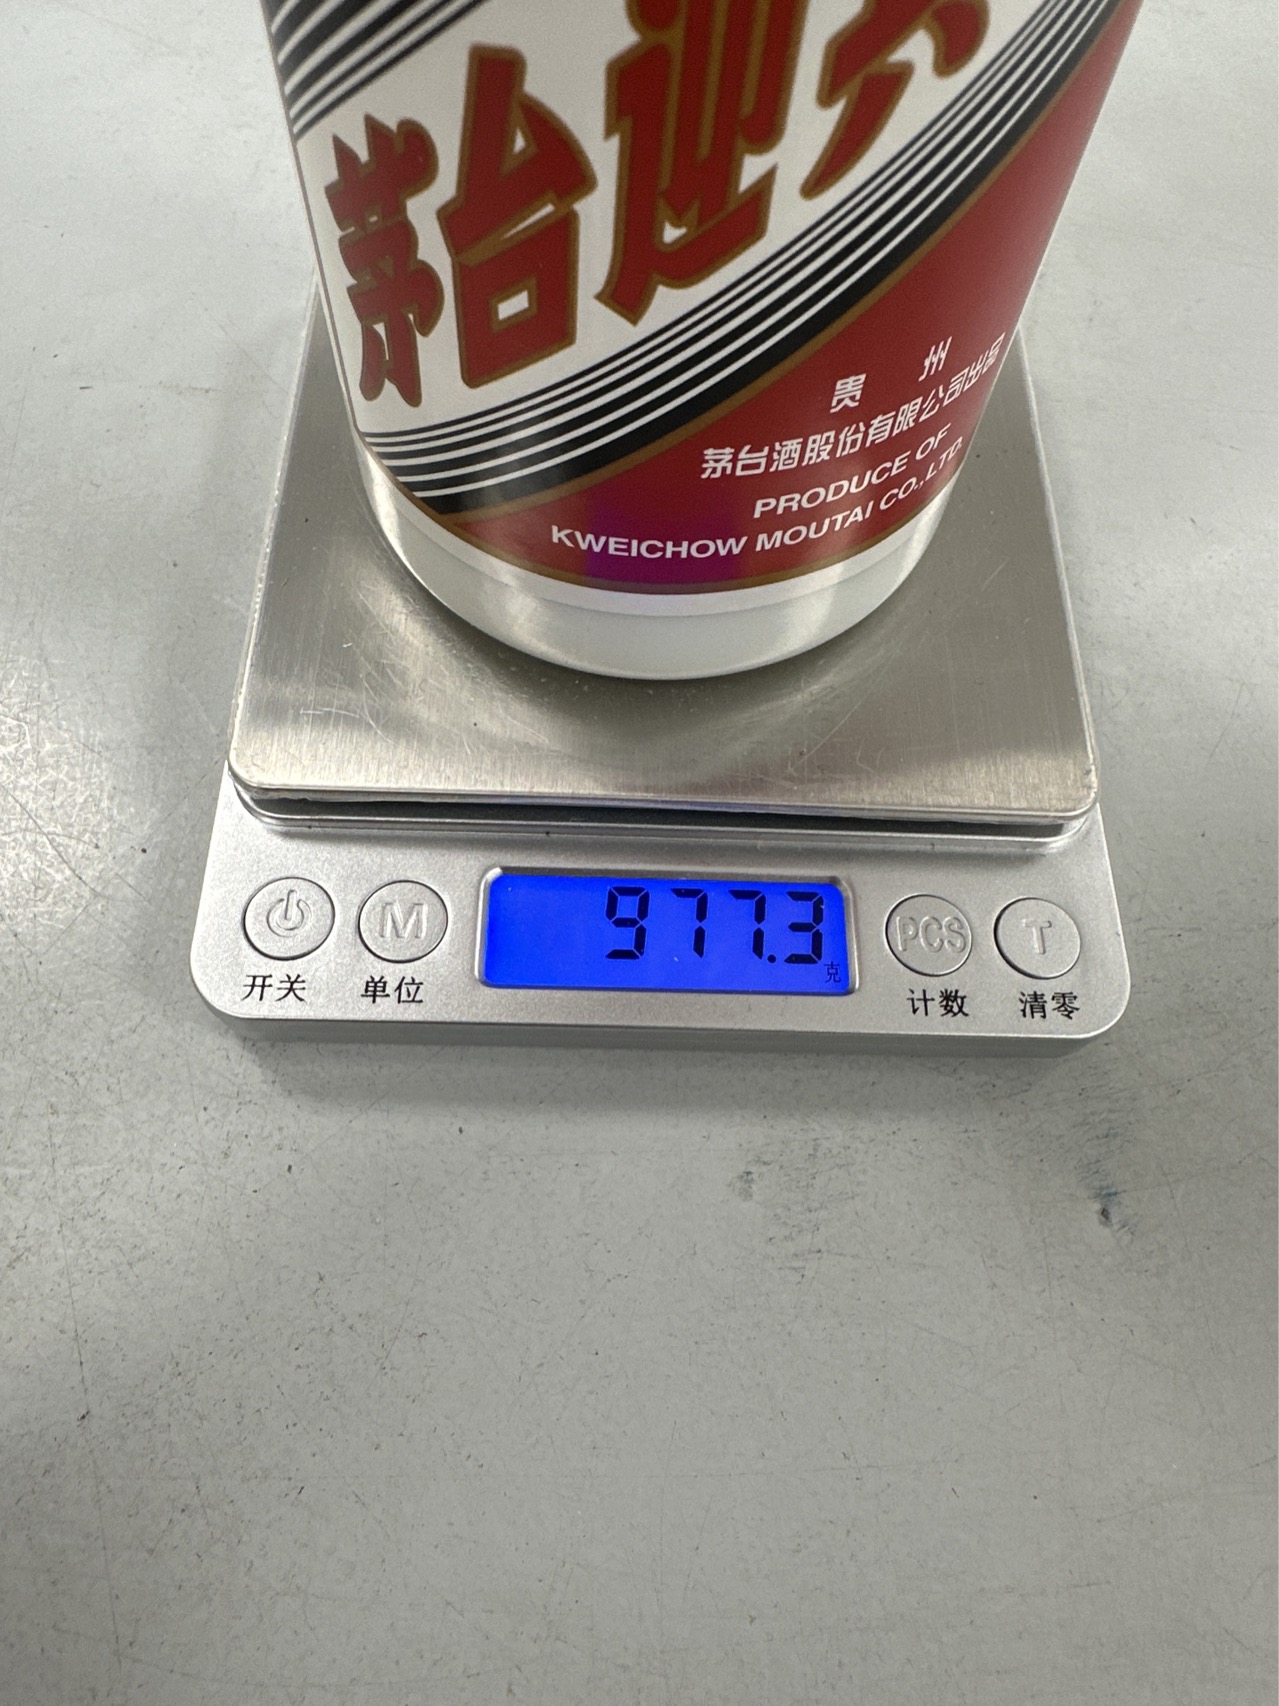 茅台迎六
贵州
茅台酒股份有限公司出品
PRODUCE OF
KWEICHOW MOUTAI CO.,LTD.
977.3
克
M
PCS
T
开关
单位
计数
清零